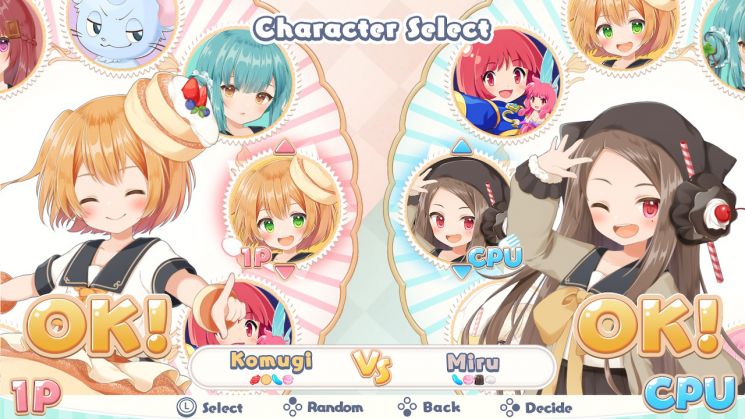 Character Select
1P
CPU
OK!
OK!
Komugi
Vs
Miru
1P
CPU
L Select
Random
Back
Decide